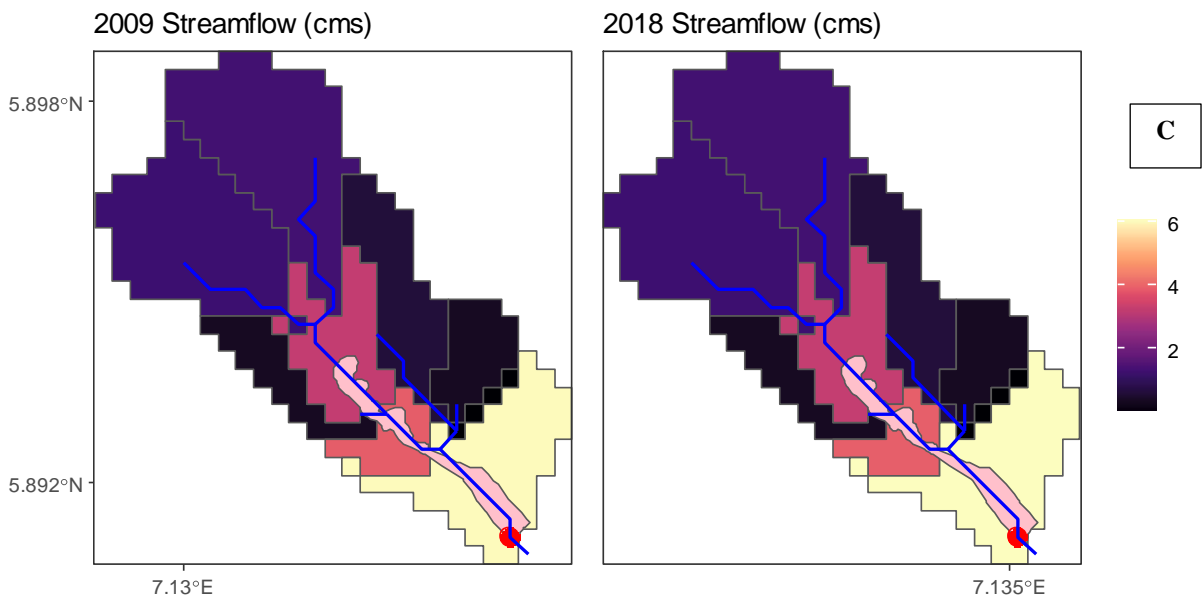 2009 Streamflow (cms)
2018 Streamflow (cms)
5.898°N
5.892°N
7.13°E
7.135°E
C
6
4
2